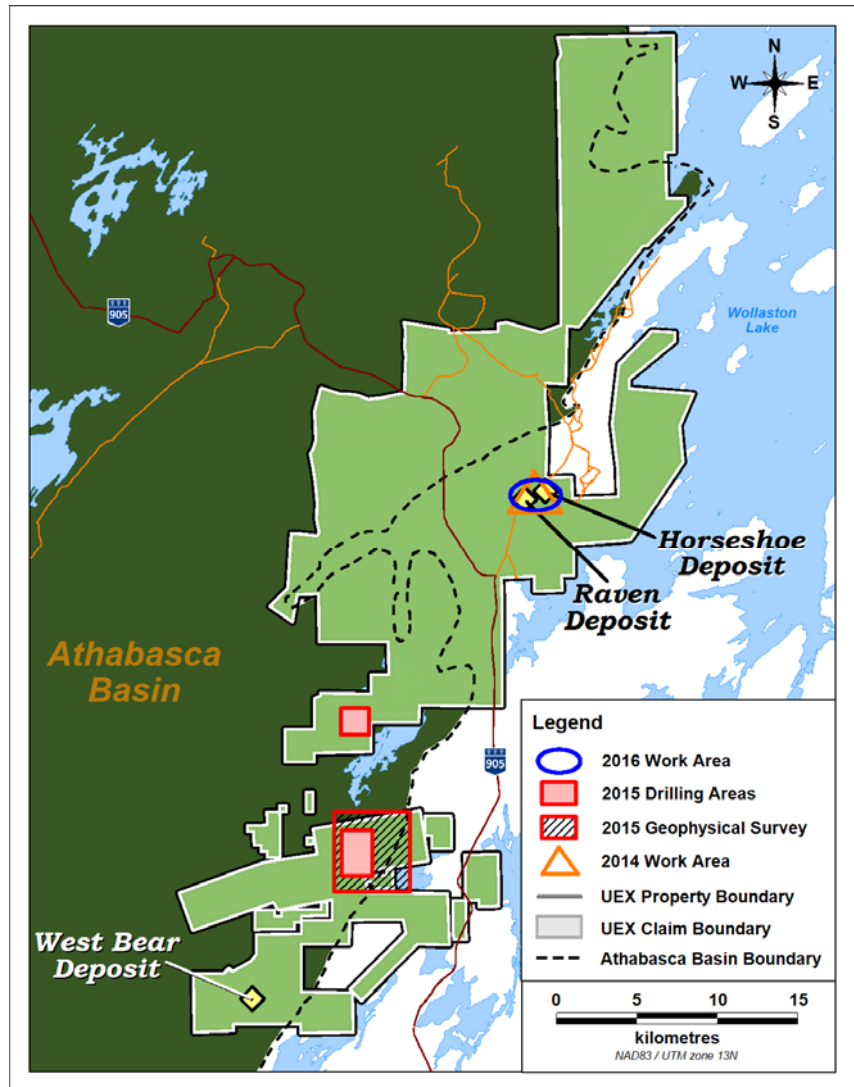 N
W E
S
905
Wollaston
Lake
Horseshoe
Deposit
Raven
Deposit
Athabasca
Basin
905
West Bear
Deposit
Legend
2016 Work Area
2015 Drilling Areas
2015 Geophysical Survey
2014 Work Area
UEX Property Boundary
UEX Claim Boundary
Athabasca Basin Boundary
0 5 10 15
kilometres
NAD83 / UTM zone 13N